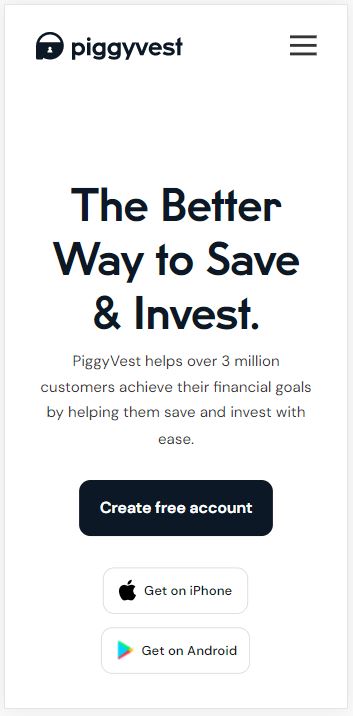 piggyvest
The Better
Way to Save
& Invest.
PiggyVest helps over 3 million
customers achieve their financial goals
by helping them save and invest with
ease.
Create free account
Get on iPhone
Get on Android